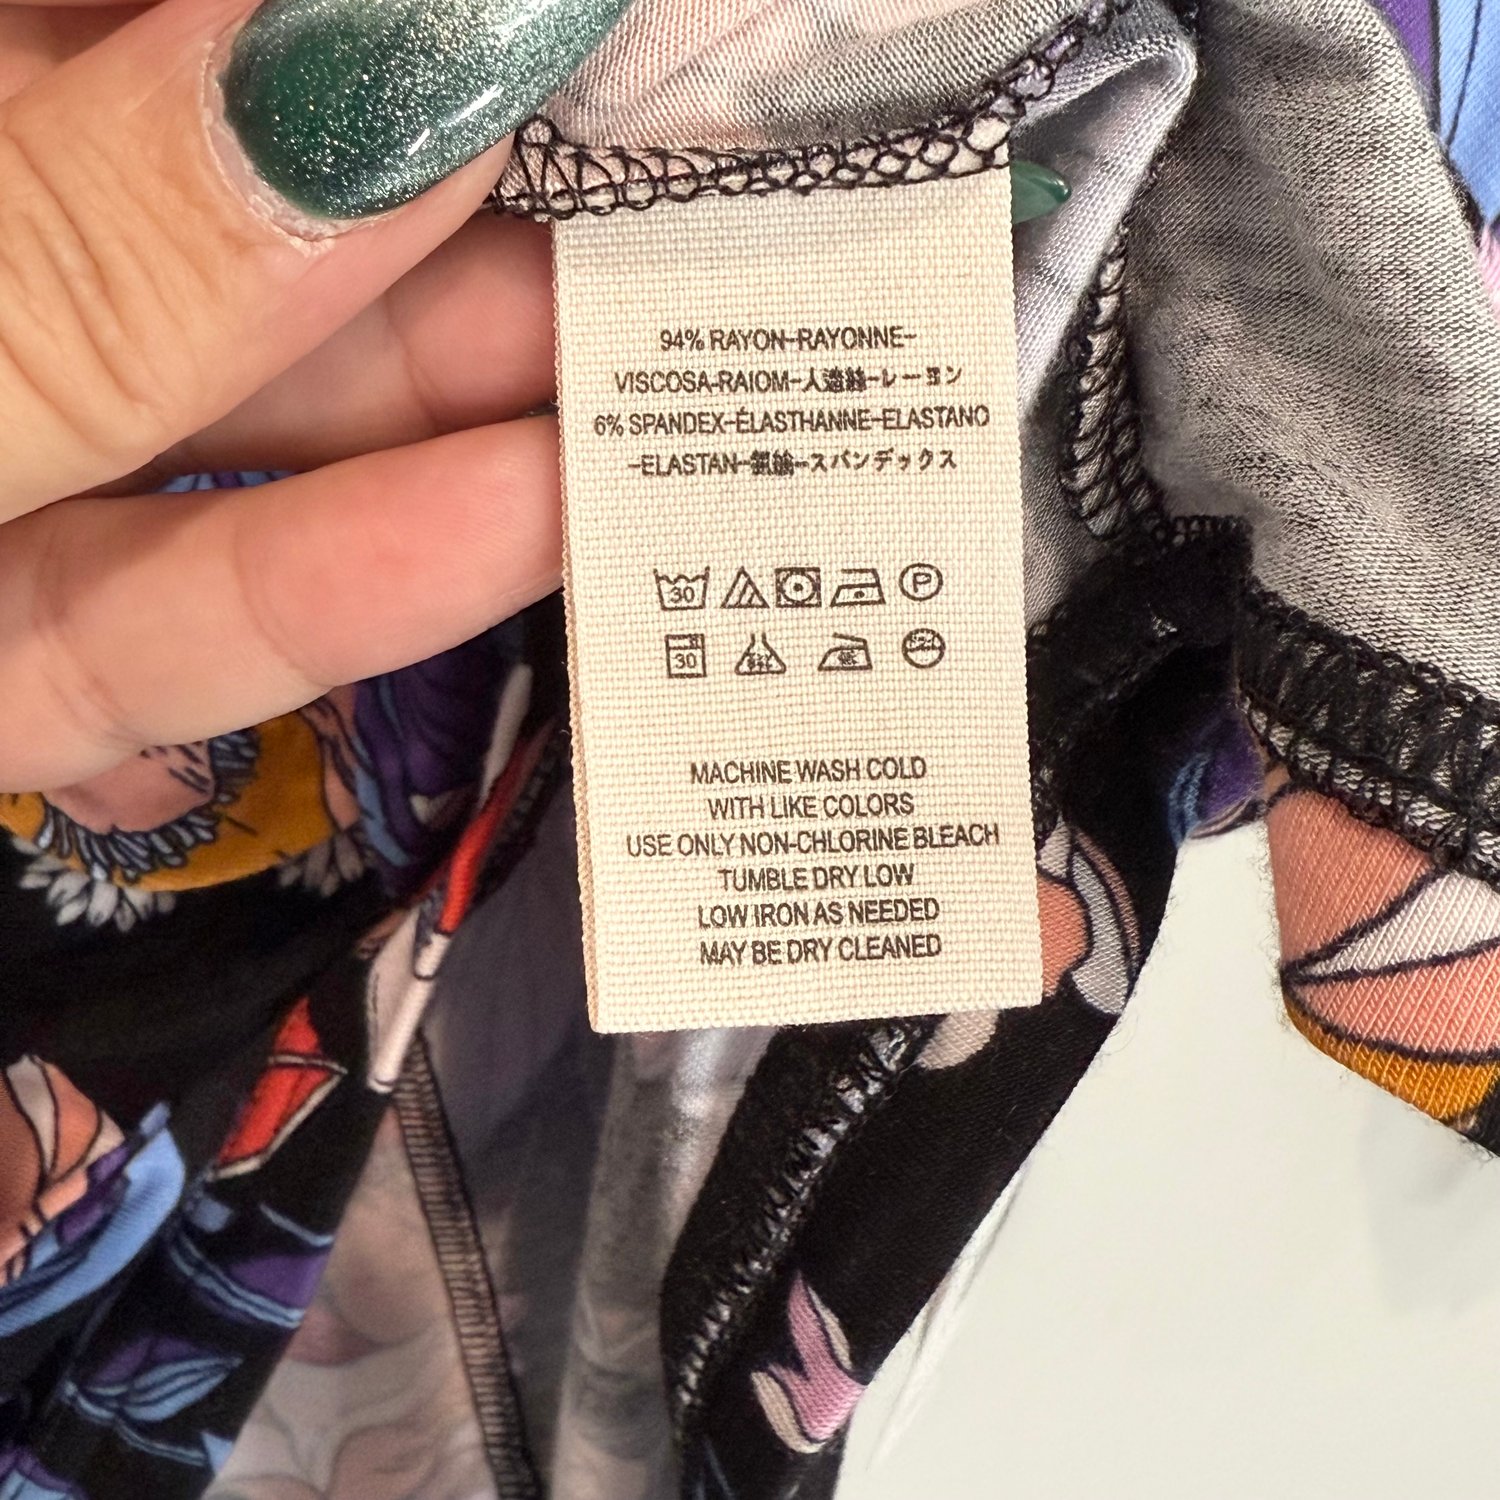 94% RAYON-RAYONNE-
VISCOSA-RAIOM-人造絲-レーヨン
6% SPANDEX-ÉLASTHANNE-ELASTANO
-ELASTAN-スパンデックス
30 P
30
MACHINE WASH COLD
WITH LIKE COLORS
USE ONLY NON-CHLORINE BLEACH
TUMBLE DRY LOW
LOW IRON AS NEEDED
MAY BE DRY CLEANED